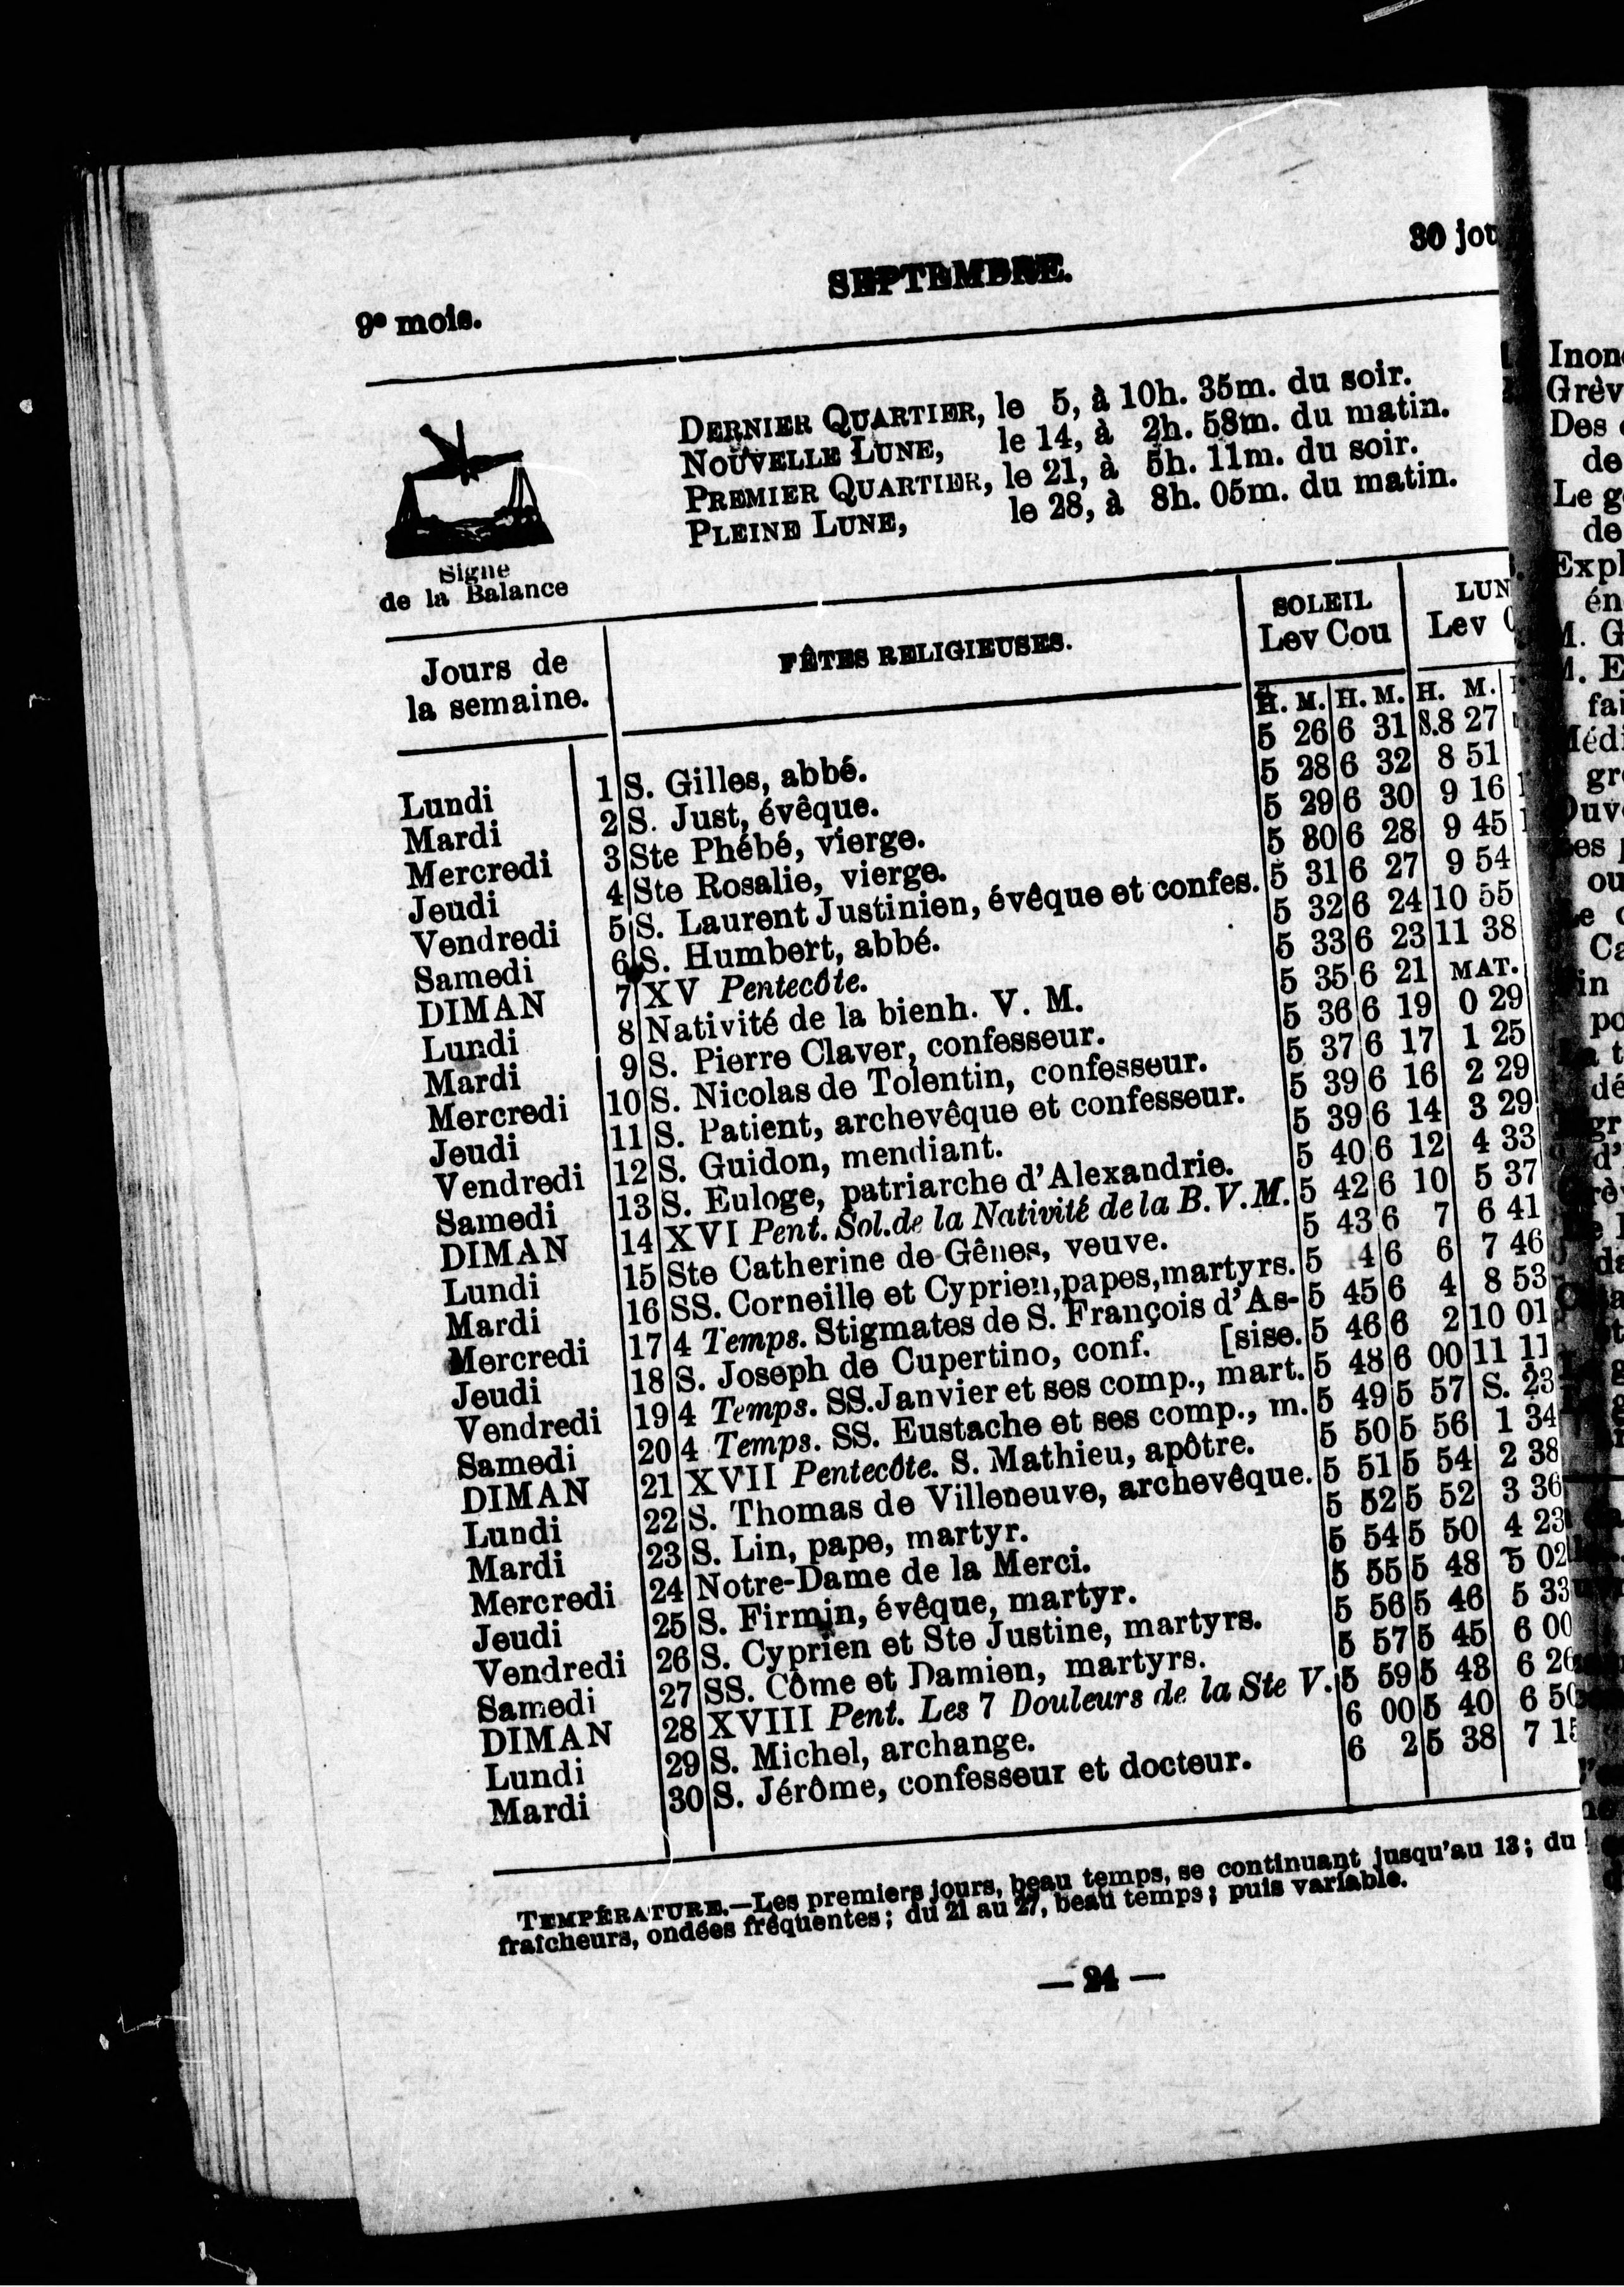 9e mois.
SEPTEMBRE.
30
DERNIER QUARTIER, le 5, à 10h. 35m. du soir.
NOUVELLE LUNE, le 14, à 2h. 58m. du matin.
PREMIER QUARTIER, le 21, à 5h. 11m. du soir.
PLEINE LUNE, le 28, à 8h. 05m. du matin.
Signe
de la Balance
Jours de
la semaine.
FÊTES RELIGIEUSES.
SOLEIL
Lev Cou
Lev
H. M. H. M. H. M.
Lundi 1 S. Gilles, abbé. 5 26 6 31 S.8 27
Mardi 2 S. Just, évêque. 5 28 6 32 8 51
Mercredi 3 Ste Phébé, vierge. 5 29 6 30 9 16
Jeudi 4 Ste Rosalie, vierge. 5 30 6 28 9 45
Vendredi 5 S. Laurent Justinien, évêque et confes. 5 31 6 27 9 54
Samedi 6 S. Humbert, abbé. 5 32 6 24 10 55
DIMAN 7 XV Pentecôte. 5 33 6 23 11 38
Lundi 8 Nativité de la bienh. V. M. 5 35 6 21 MAT.
Mardi 9 S. Pierre Claver, confesseur. 5 36 6 19 0 29
Mercredi 10 S. Nicolas de Tolentin, confesseur. 5 37 6 17 1 25
Jeudi 11 S. Patient, archevêque et confesseur. 5 39 6 16 2 29
Vendredi 12 S. Guidon, mendiant. 5 39 6 14 3 29
Samedi 13 S. Euloge, patriarche d'Alexandrie. 5 40 6 12 4 33
DIMAN 14 XVI Pent. Sol. de la Nativité de la B. V. M. 5 42 6 10 5 37
Lundi 15 Ste Catherine de Gênes, veuve. 5 43 6 7 6 41
Mardi 16 SS. Corneille et Cyprien, papes, martyrs. 5 4 6 6 7 46
Mercredi 17 4 Temps. Stigmates de S. François d'As- 5 45 6 4 8 53
Jeudi 18 S. Joseph de Cupertino, conf. [sise. 5 46 6 2 10 01
Vendredi 19 4 Temps. SS. Janvier et ses comp., mart. 5 48 6 00 11 11
Samedi 20 4 Temps. SS. Eustache et ses comp., m. 5 49 5 57 S. 23
DIMAN 21 XVII Pentecôte. S. Mathieu, apôtre. 5 50 5 56 1 34
Lundi 22 S. Thomas de Villeneuve, archevêque. 5 51 5 54 2 38
Mardi 23 S. Lin, pape, martyr. 5 52 5 52 3 36
Mercredi 24 Notre-Dame de la Merci. 5 54 5 50 4 23
Jeudi 25 S. Firmin, évêque, martyr. 5 55 5 48 5 02
Vendredi 26 S. Cyprien et Ste Justine, martyrs. 5 56 5 46 5 33
Samedi 27 SS. Côme et Damien, martyrs. 5 57 5 45 6 00
DIMAN 28 XVIII Pent. Les 7 Douleurs de la Ste V. 5 59 5 43 6 26
Lundi 29 S. Michel, archange. 6 00 5 40 6 50
Mardi 30 S. Jérôme, confesseur et docteur. 6 2 5 38 7 15
TEMPÉRATURE.—Les premiers jours, beau temps, se continuant jusqu'au 13; du
fraîcheurs, ondées fréquentes; du 21 au 27, beau temps; puis variable.
— 24 —